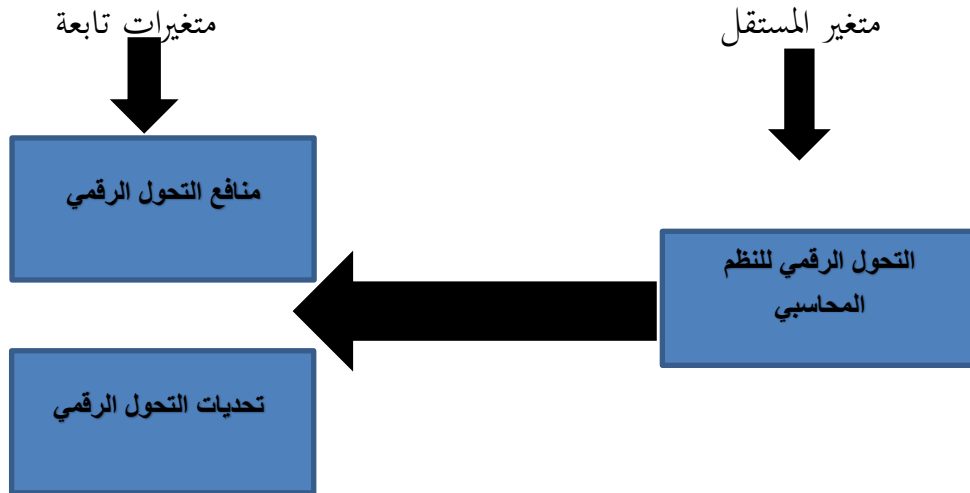 متغير المستقل
متغيرات تابعة
منافع التحول الرقمي
التحول الرقمي للنظم
المحاسبي
تحديات التحول الرقمي